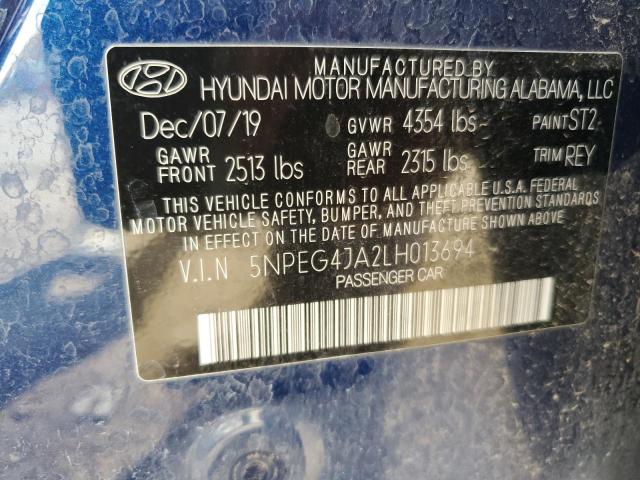 MANUFACTURED BY
HYUNDAI MOTOR MANUFACTURING ALABAMA, LLC
Dec/07/19 GVWR 4354 lbs PAINT ST2
GAWR FRONT 2513 lbs GAWR REAR 2315 lbs TRIM REY
THIS VEHICLE CONFORMS TO ALL APPLICABLE U.S.A. FEDERAL
MOTOR VEHICLE SAFETY, BUMPER, AND THEFT PREVENTION STANDARDS
IN EFFECT ON THE DATE OF MANUFACTURE SHOWN ABOVE
V.I.N 5NPEG4JA2LH013694
PASSENGER CAR